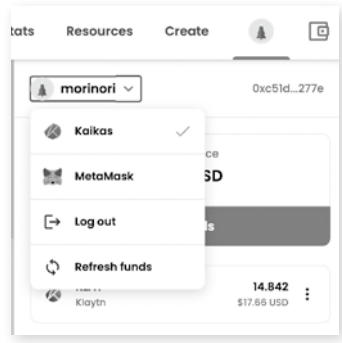 tats Resources Create
morinori 0xc51d...277e
Kaikas
ce
MetaMask
SD
Log out
ls
Refresh funds
14.842
Klaytn $17.66 USD